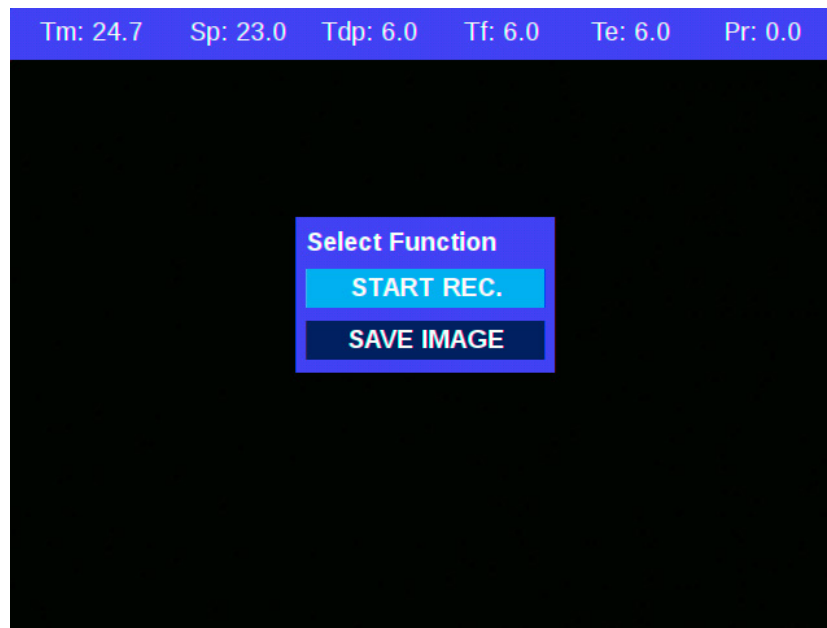 Tm: 24.7 Sp: 23.0 Tdp: 6.0 Tf: 6.0 Te: 6.0 Pr: 0.0
Select Function
START REC.
SAVE IMAGE